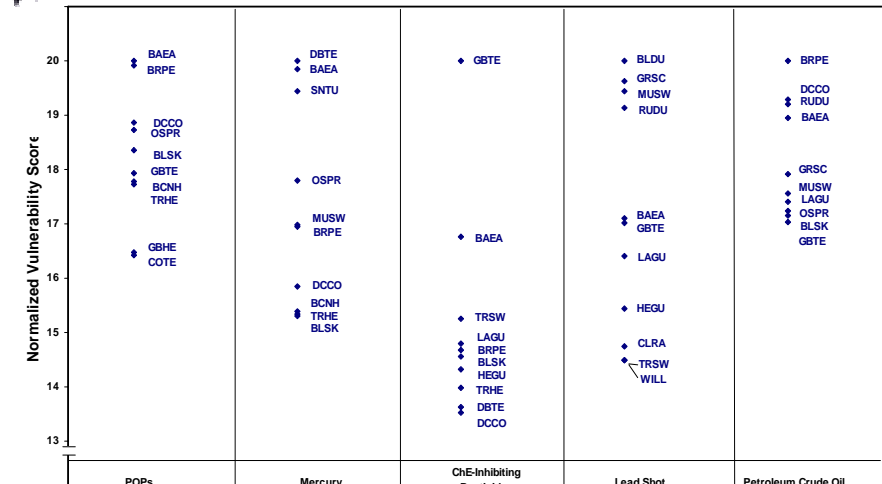 Normalized Vulnerability Score
20
19
18
17
16
15
14
13
BAEA
BRPE
DCCO
OSPR
BLSK
GBTE
BCNH
TRHE
GBHE
COTE
DBTE
BAEA
SNTU
OSPR
MUSW
BRPE
DCCO
BCNH
TRHE
BLSK
GBTE
BAEA
TRSW
LAGU
BRPE
BLSK
HEGU
TRHE
DBTE
DCCO
BLDU
GRSC
MUSW
RUDU
BAEA
GBTE
LAGU
HEGU
CLRA
TRSW
WILL
BRPE
DCCO
RUDU
BAEA
GRSC
MUSW
LAGU
OSPR
BLSK
GBTE
POPs
Mercury
ChE-Inhibiting
Lead Shot
Petroleum Crude Oil